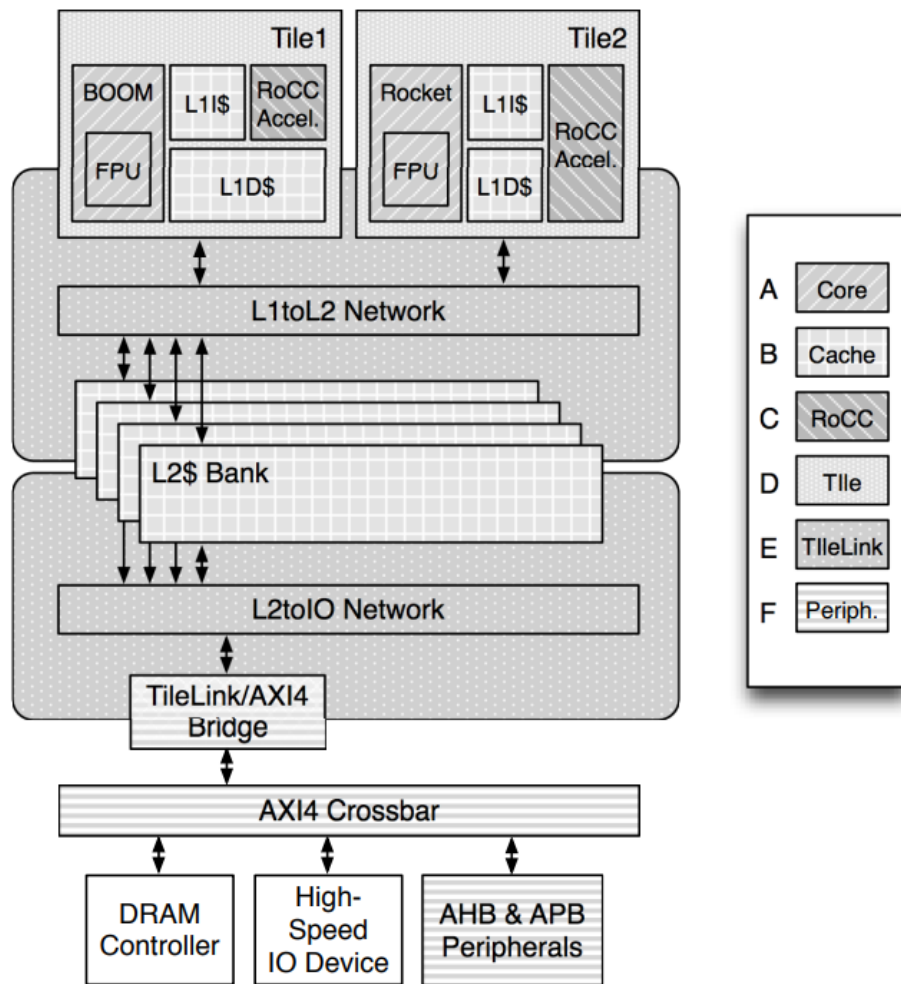 Tile1
BOOM
FPU
L1I$
RoCC
Accel.
L1D$
Tile2
Rocket
FPU
L1I$
L1D$
RoCC
Accel.
L1toL2 Network
L2$ Bank
L2toIO Network
TileLink/AXI4
Bridge
AXI4 Crossbar
DRAM
Controller
High-
Speed
IO Device
AHB & APB
Peripherals
A Core
B Cache
C RoCC
D TIle
E TIleLink
F Periph.